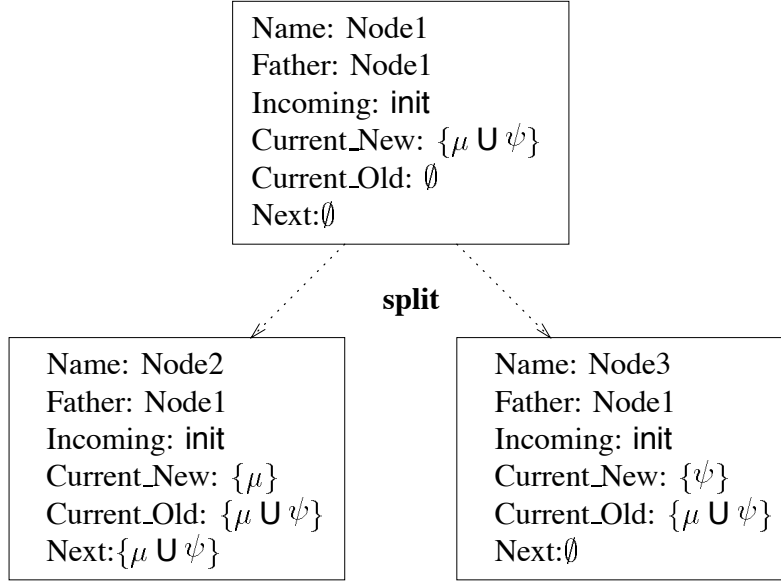 Name: Node1
Father: Node1
Incoming: init
Current_New: {μ U ψ}
Current_Old: ∅
Next:∅
split
Name: Node2
Father: Node1
Incoming: init
Current_New: {μ}
Current_Old: {μ U ψ}
Next:{μ U ψ}
Name: Node3
Father: Node1
Incoming: init
Current_New: {ψ}
Current_Old: {μ U ψ}
Next:∅